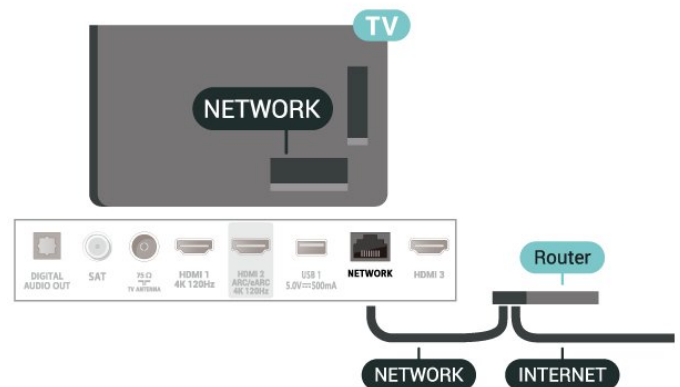 TV
NETWORK
DIGITAL
AUDIO OUT
SAT
75 Ω
TV ANTENNA
HDMI 1
4K 120Hz
HDMI 2
ARC/eARC
4K 120Hz
USB 1
5.0V⎓500mA
NETWORK
HDMI 3
Router
NETWORK
INTERNET